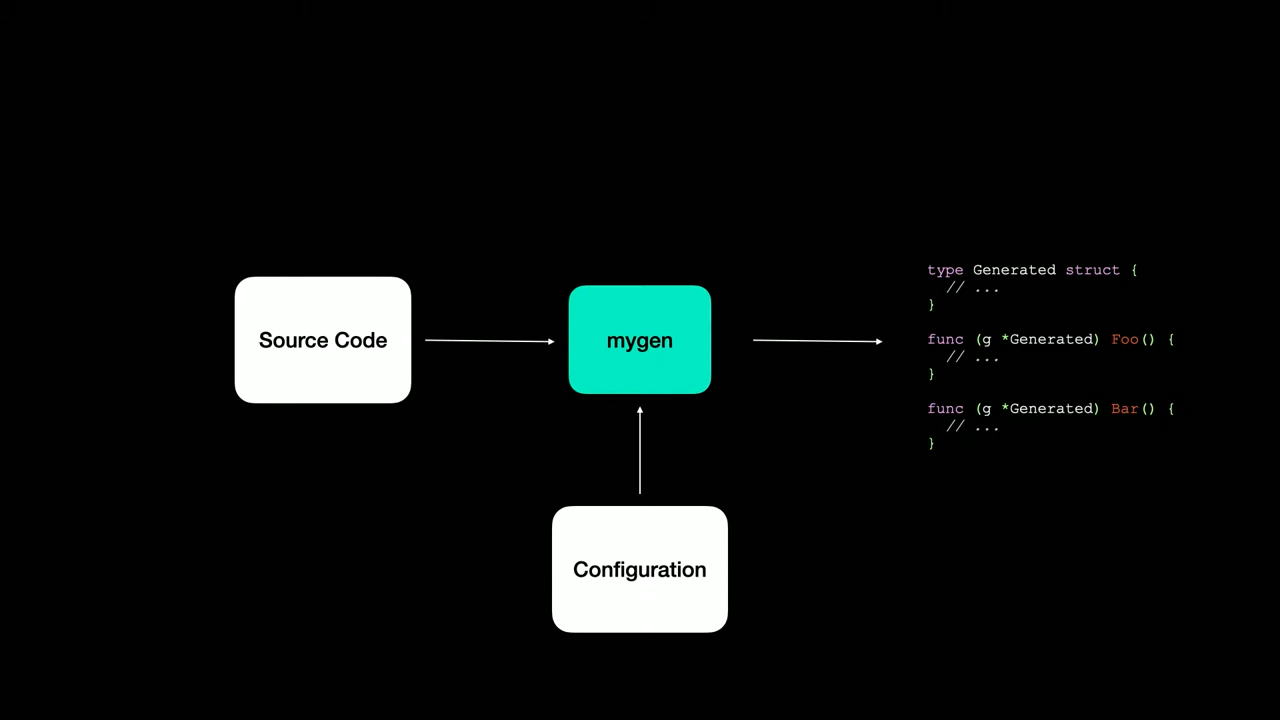 Source Code
mygen
Configuration
type Generated struct {
  // ...
}
func (g *Generated) Foo() {
  // ...
}
func (g *Generated) Bar() {
  // ...
}